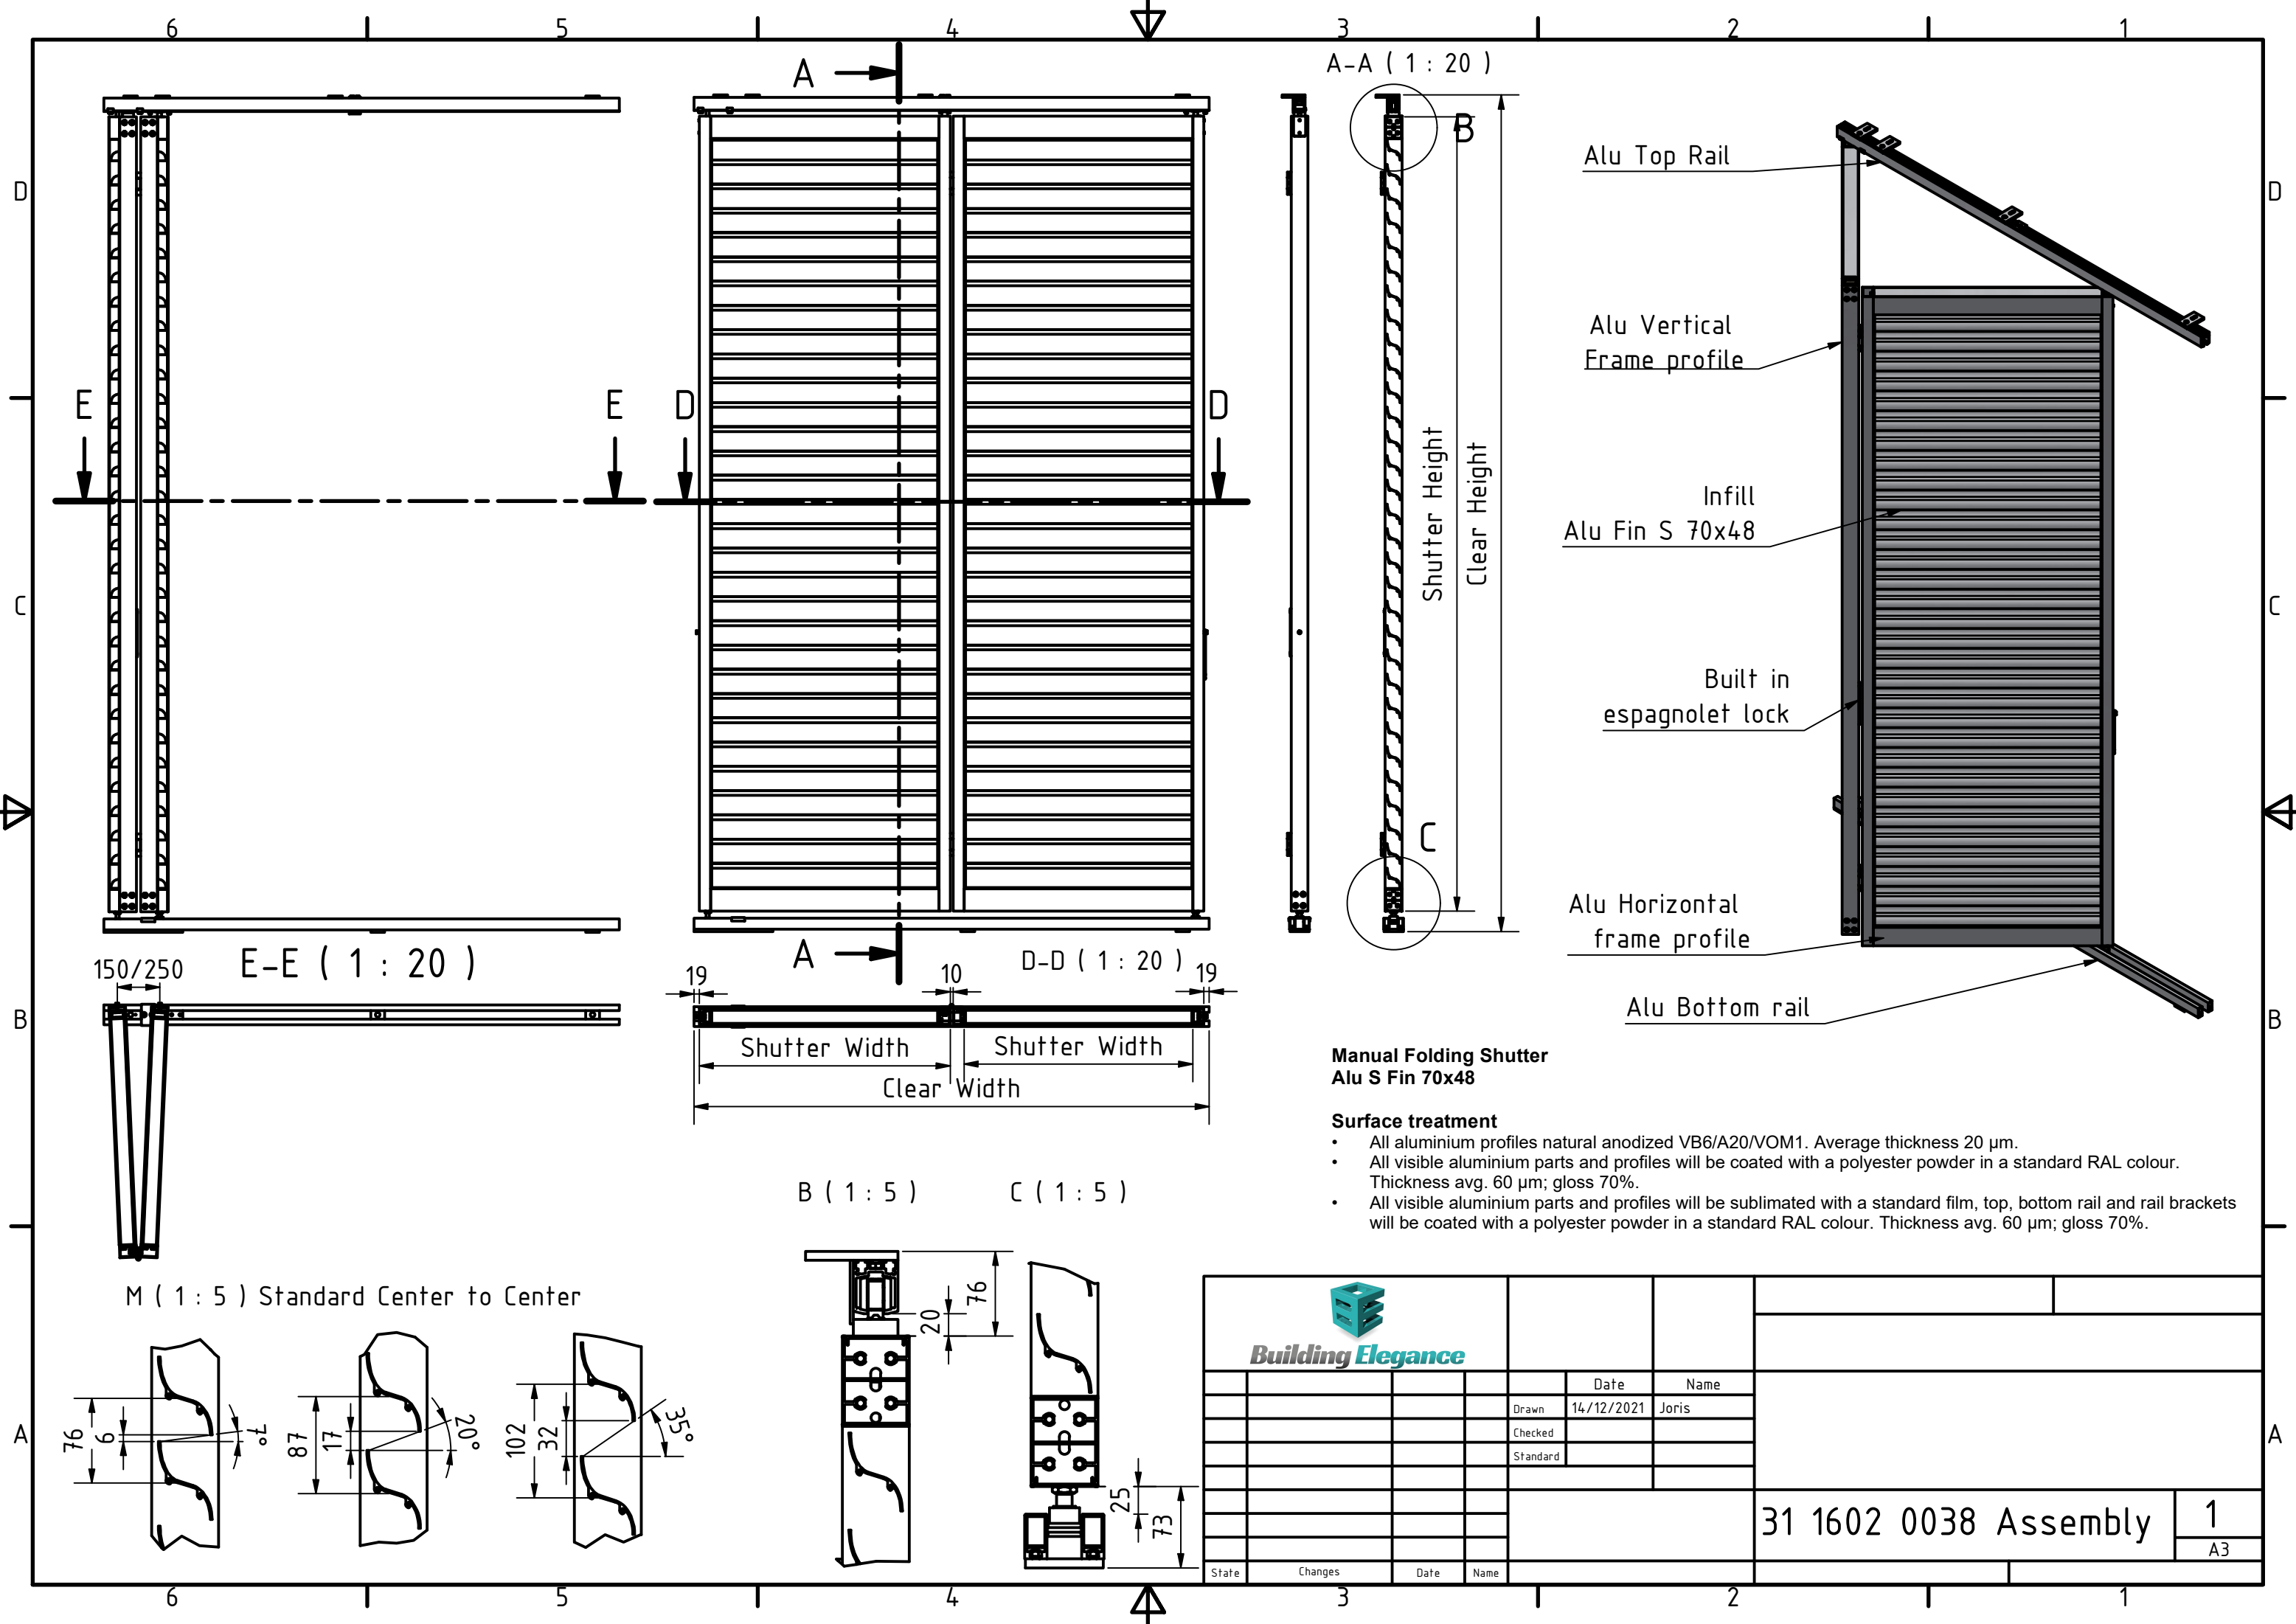 6
5
4
3
2
1
D
C
B
A
D
C
B
A
A
A
E
E
D
D
A-A ( 1 : 20 )
B
C
Shutter Height
Clear Height
Alu Top Rail
Alu Vertical
Frame profile
Infill
Alu Fin S 70x48
Built in
espagnolet lock
Alu Horizontal
frame profile
Alu Bottom rail
E-E ( 1 : 20 )
150/250
D-D ( 1 : 20 )
19
10
19
Shutter Width
Shutter Width
Clear Width
Manual Folding Shutter
Alu S Fin 70x48
Surface treatment
• All aluminium profiles natural anodized VB6/A20/VOM1. Average thickness 20 µm.
• All visible aluminium parts and profiles will be coated with a polyester powder in a standard RAL colour.
Thickness avg. 60 µm; gloss 70%.
• All visible aluminium parts and profiles will be sublimated with a standard film, top, bottom rail and rail brackets
will be coated with a polyester powder in a standard RAL colour. Thickness avg. 60 µm; gloss 70%.
B ( 1 : 5 )
C ( 1 : 5 )
76
20
25
73
M ( 1 : 5 ) Standard Center to Center
76
6
7°
87
17
20°
102
32
35°
Building Elegance
Date Name
Drawn 14/12/2021 Joris
Checked
Standard
31 1602 0038 Assembly
1
A3
State Changes Date Name
6
5
4
3
2
1